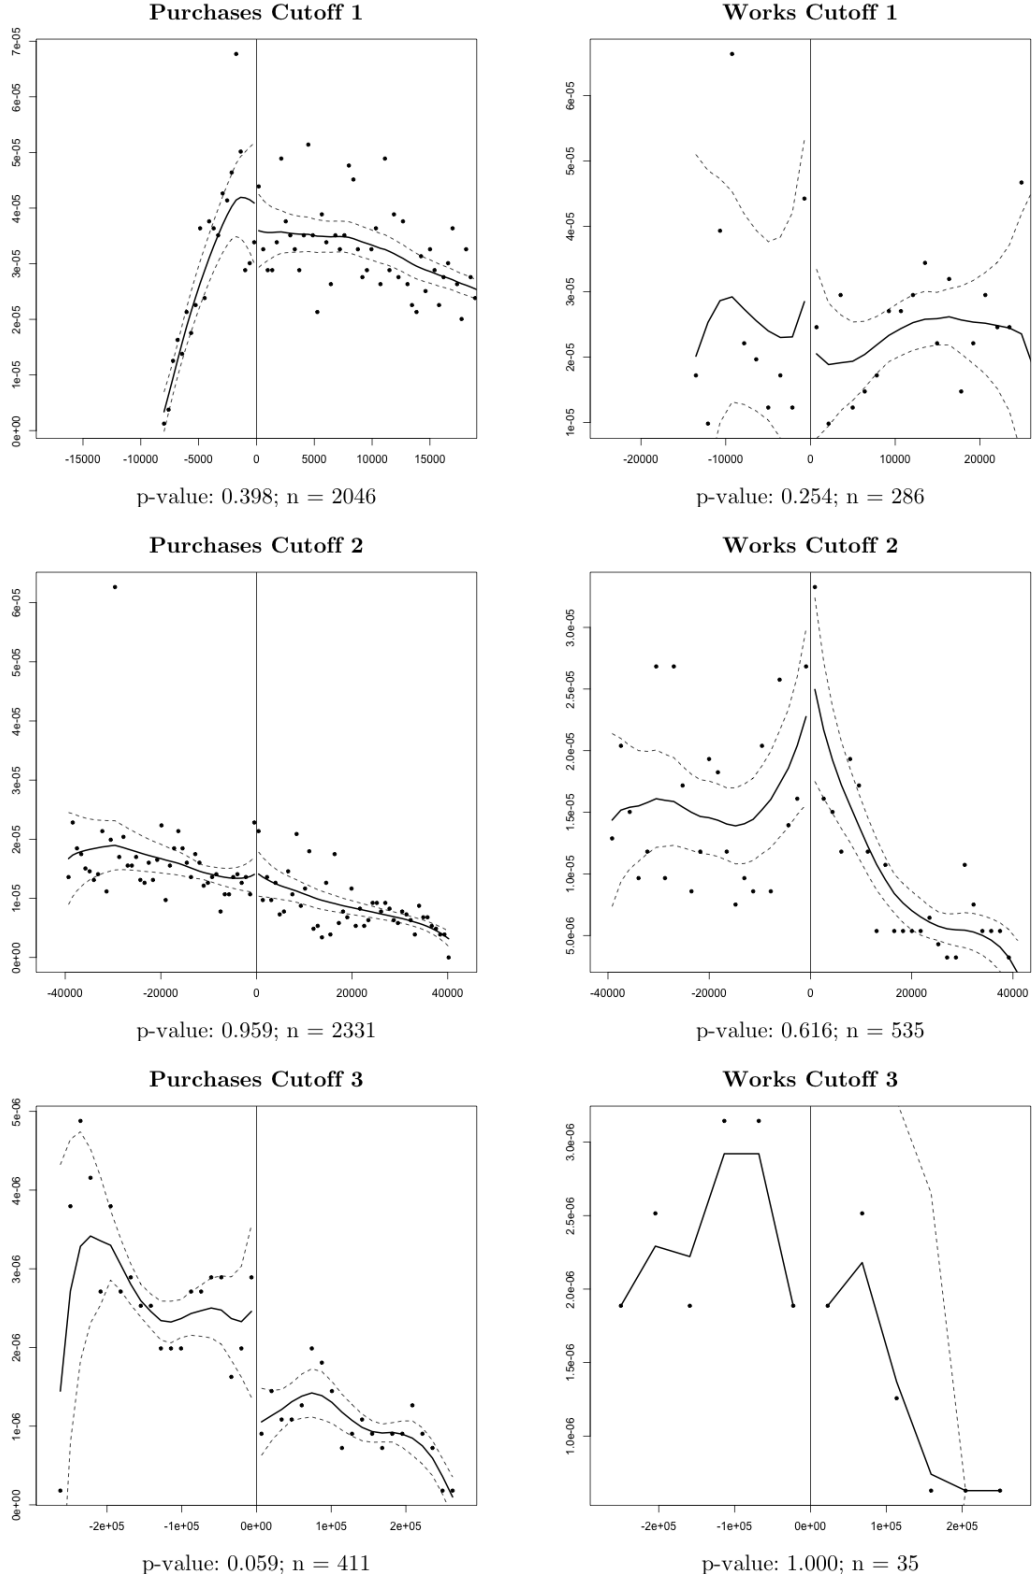 Purchases Cutoff 1
7e-05
6e-05
5e-05
4e-05
3e-05
2e-05
1e-05
0e+00
-15000 -10000 -5000 0 5000 10000 15000
p-value: 0.398; n = 2046
Works Cutoff 1
6e-05
5e-05
4e-05
3e-05
2e-05
1e-05
-20000 -10000 0 10000 20000
p-value: 0.254; n = 286
Purchases Cutoff 2
6e-05
5e-05
4e-05
3e-05
2e-05
1e-05
0e+00
-40000 -20000 0 20000 40000
p-value: 0.959; n = 2331
Works Cutoff 2
3.0e-05
2.5e-05
2.0e-05
1.5e-05
1.0e-05
5.0e-06
-40000 -20000 0 20000 40000
p-value: 0.616; n = 535
Purchases Cutoff 3
5e-06
4e-06
3e-06
2e-06
1e-06
0e+00
-2e+05 -1e+05 0e+00 1e+05 2e+05
p-value: 0.059; n = 411
Works Cutoff 3
3.0e-06
2.5e-06
2.0e-06
1.5e-06
1.0e-06
-2e+05 -1e+05 0e+00 1e+05 2e+05
p-value: 1.000; n = 35